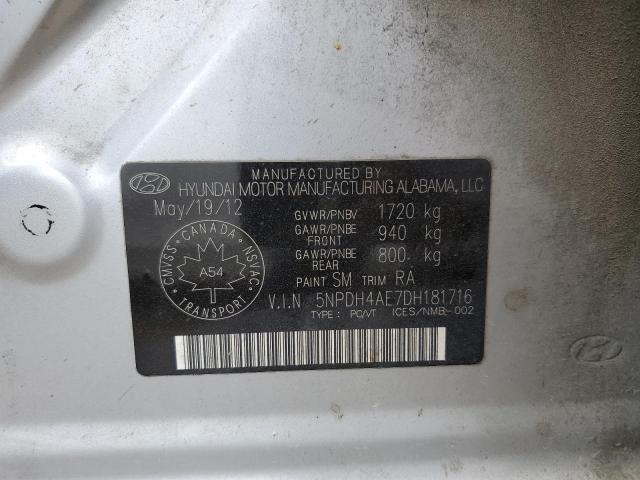 MANUFACTURED BY
HYUNDAI MOTOR MANUFACTURING ALABAMA, LLC
May/19/12
GVWR/PNBV 1720 kg
GAWR/PNBE FRONT 940 kg
GAWR/PNBE REAR 800 kg
PAINT SM TRIM RA
V.I.N 5NPDH4AE7DH181716
TYPE : PC/VT ICES/NMB-002
CANADA
CMVSS NSVAC
A54
TRANSPORT